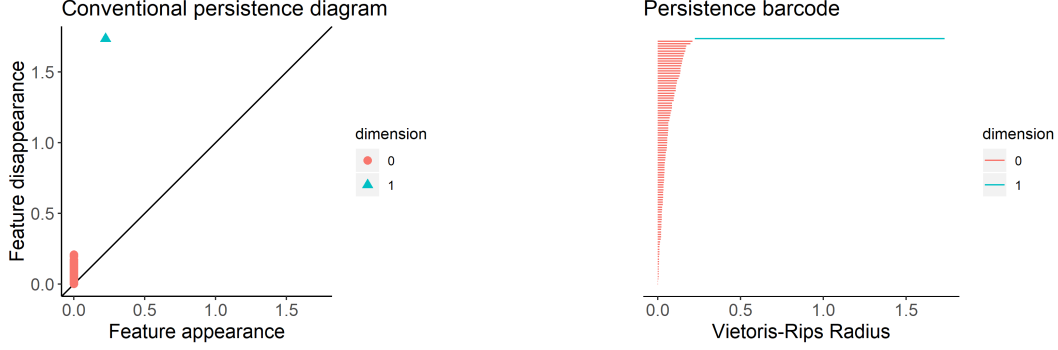 Conventional persistence diagram
Feature disappearance
1.5
1.0
0.5
0.0
0.0 0.5 1.0 1.5
Feature appearance
dimension
0
1
Persistence barcode
0.0 0.5 1.0 1.5
Vietoris-Rips Radius
dimension
0
1